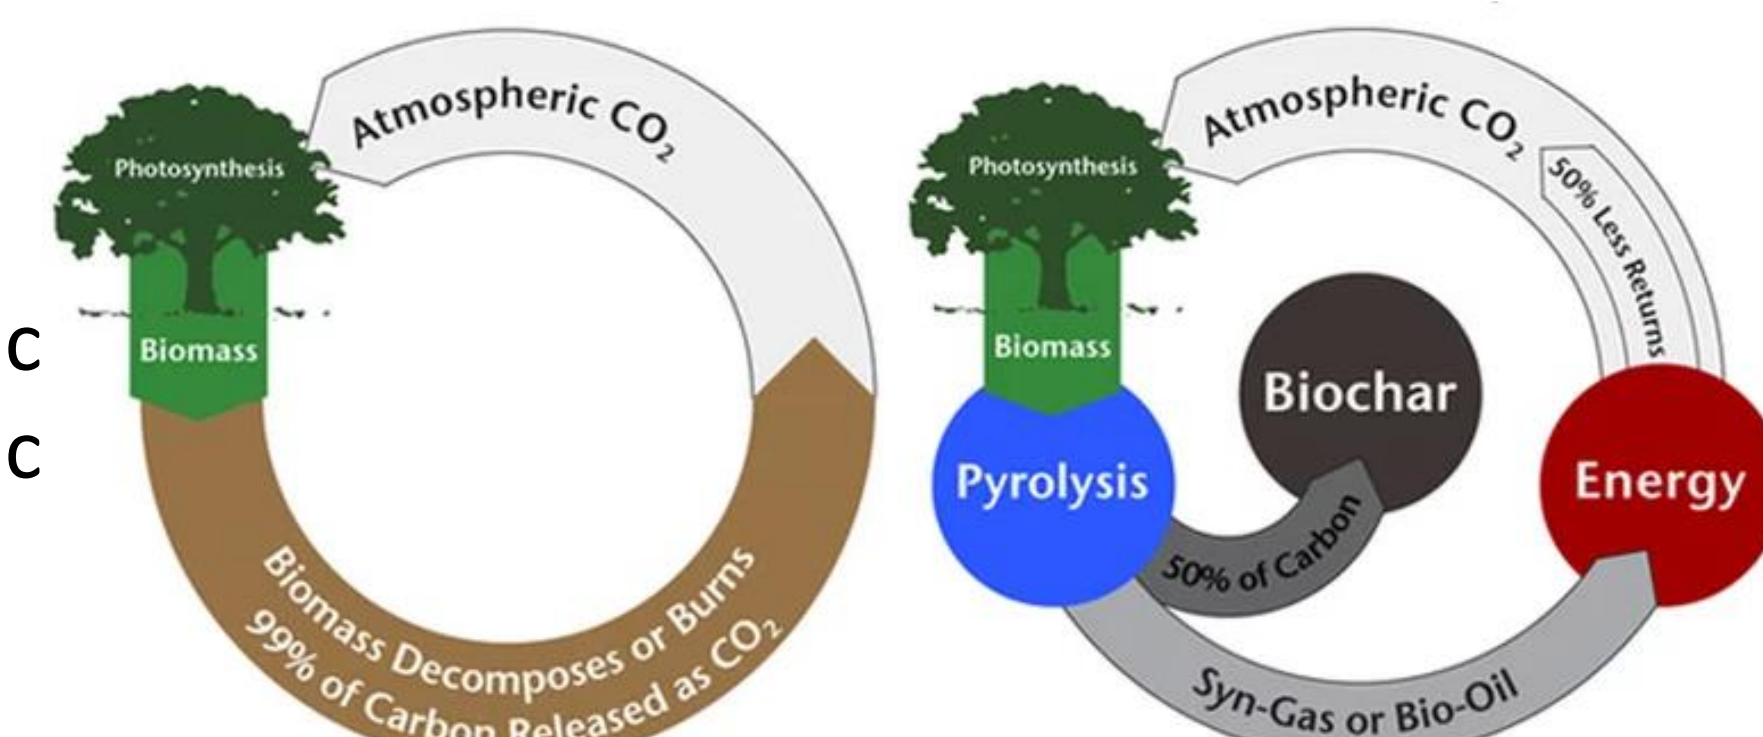 Atmospheric CO₂
Photosynthesis
Biomass
C
C
Biomass Decomposes or Burns
99% of Carbon Released as CO₂
Atmospheric CO₂
50% Less Returns
Photosynthesis
Biomass
Biochar
Pyrolysis
Energy
50% of Carbon
Syn-Gas or Bio-Oil